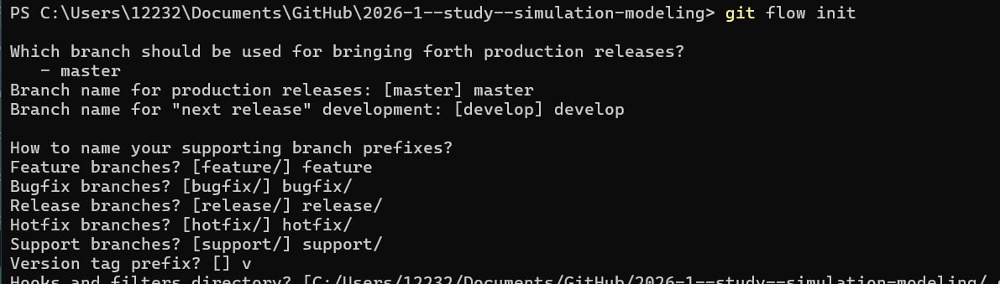 PS C:\Users\12232\Documents\GitHub\2026-1--study--simulation-modeling> git flow init
Which branch should be used for bringing forth production releases?
- master
Branch name for production releases: [master] master
Branch name for "next release" development: [develop] develop
How to name your supporting branch prefixes?
Feature branches? [feature/] feature
Bugfix branches? [bugfix/] bugfix/
Release branches? [release/] release/
Hotfix branches? [hotfix/] hotfix/
Support branches? [support/] support/
Version tag prefix? [] v
Hooks and filters directory? [C:/Users/12232/Documents/GitHub/2026-1--study--simulation-modeling/